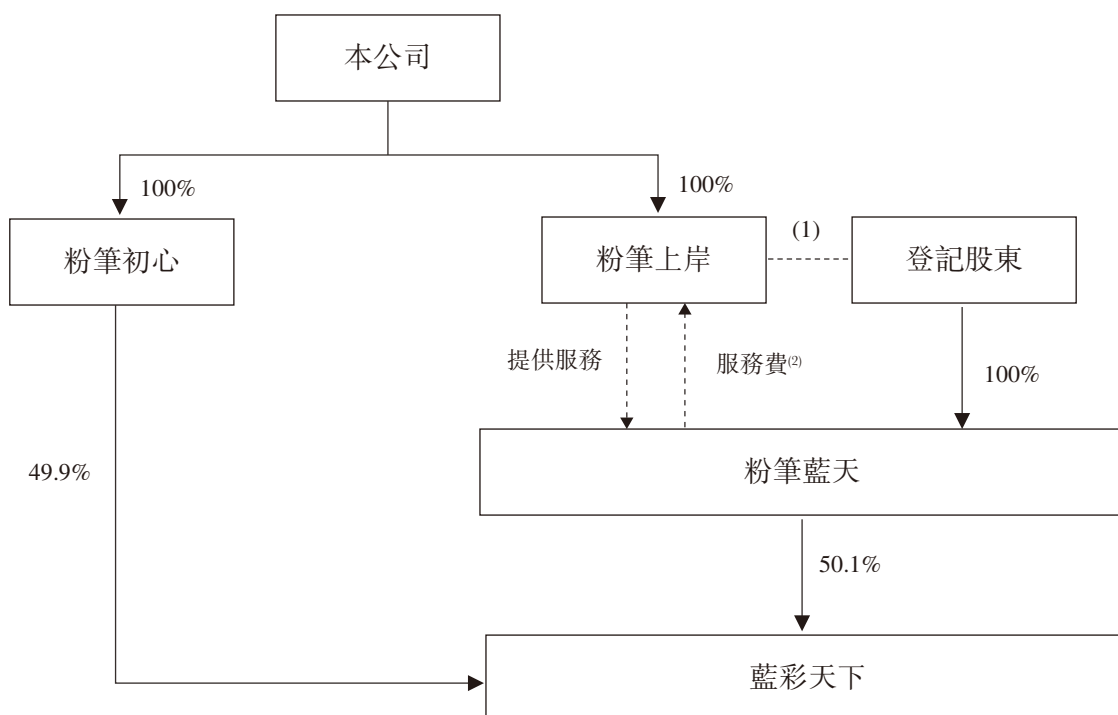 本公司
100%
100%
粉筆初心
粉筆上岸
(1)
登記股東
提供服務
服務費(2)
100%
49.9%
粉筆藍天
50.1%
藍彩天下